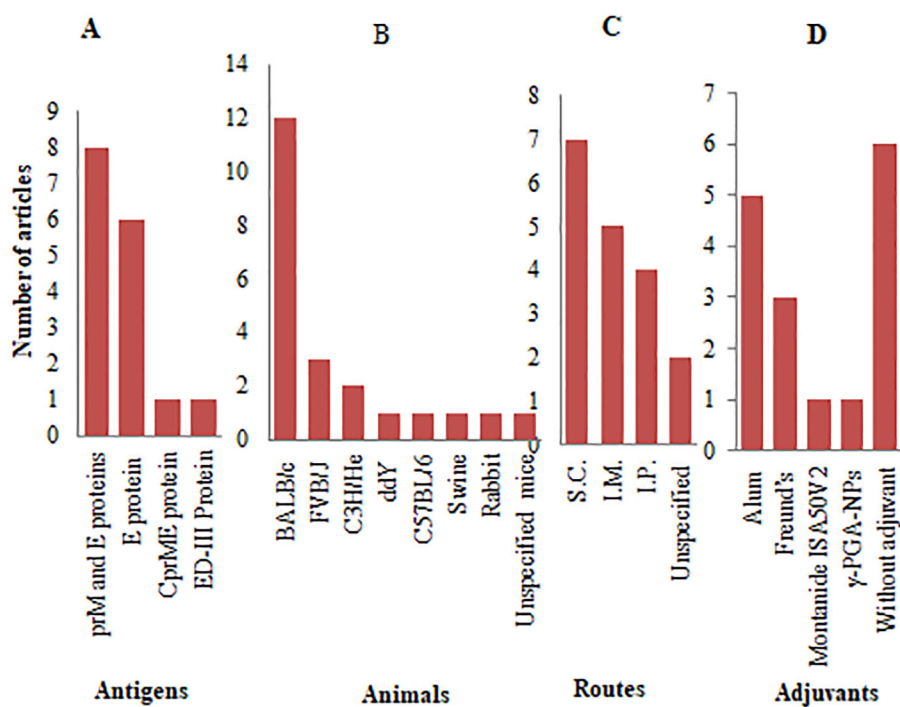 A
B
C
D
Number of articles
9
8
7
6
5
4
3
2
1
0
prM and E proteins
E protein
CprME protein
ED-III Protein
Antigens
14
12
10
8
6
4
2
0
BALB/c
FVB/J
C3H/He
ddY
C57BL/6
Swine
Rabbit
Unspecified mice
Animals
8
7
6
5
4
3
2
1
0
S.C.
I.M.
I.P.
Unspecified
Routes
7
6
5
4
3
2
1
0
Alum
Freund's
Montanide ISA50V2
γ-PGA-NPs
Without adjuvant
Adjuvants